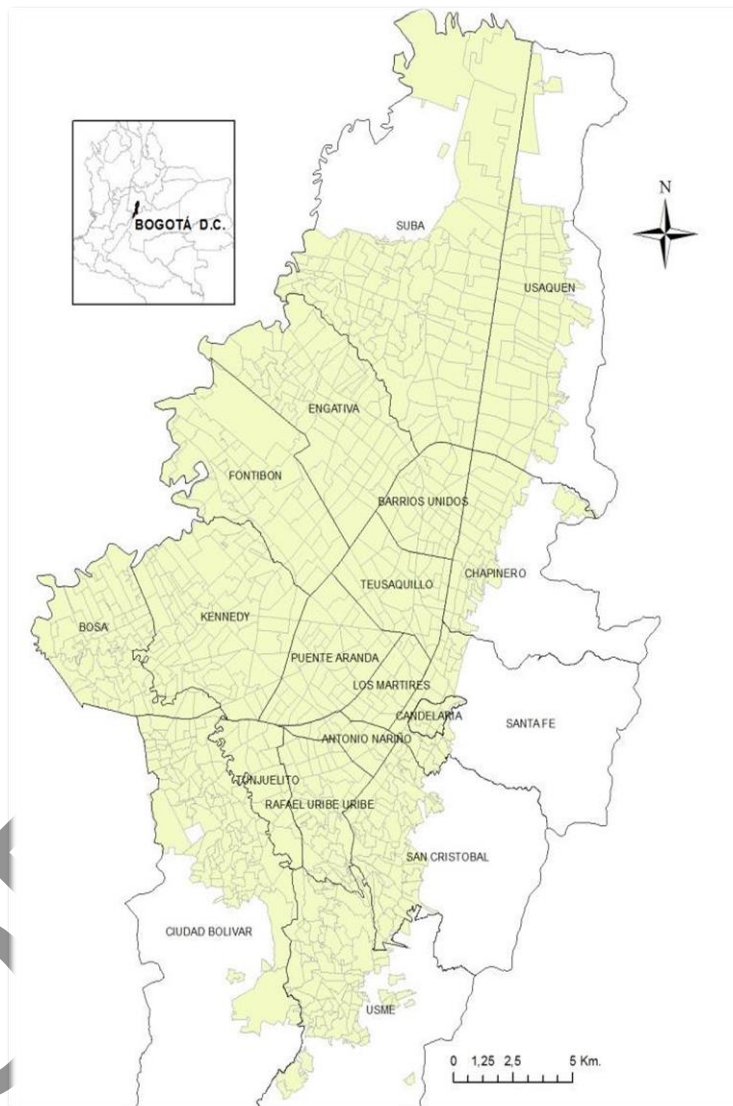 BOGOTÁ D.C.
N
SUBA
USAQUEN
ENGATIVA
FONTIBON
BARRIOS UNIDOS
CHAPINERO
TEUSAQUILLO
KENNEDY
BOSA
PUENTE ARANDA
LOS MARTIRES
CANDELARIA
SANTA FE
ANTONIO NARIÑO
TUNJUELITO
RAFAEL URIBE URIBE
SAN CRISTOBAL
CIUDAD BOLIVAR
USME
0 1,25 2,5 5 Km.